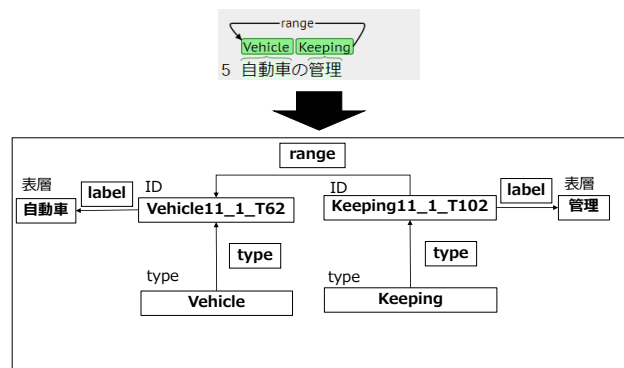 range
Vehicle Keeping
5 自動車の管理
range
表層 label ID ID label 表層
自動車 Vehicle11_1_T62 Keeping11_1_T102 管理
type type
type type
Vehicle Keeping